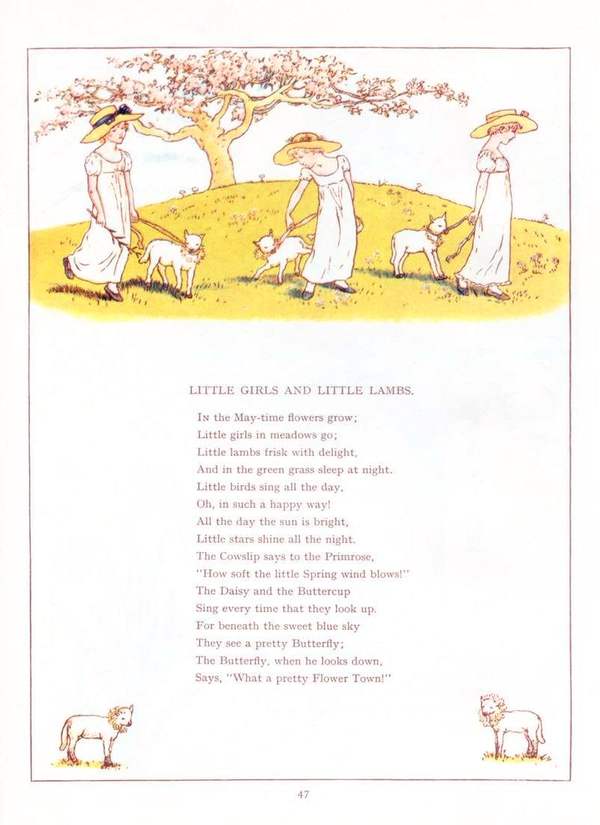 LITTLE GIRLS AND LITTLE LAMBS.
IN the May-time flowers grow;
Little girls in meadows go;
Little lambs frisk with delight,
And in the green grass sleep at night.
Little birds sing all the day,
Oh, in such a happy way!
All the day the sun is bright,
Little stars shine all the night.
The Cowslip says to the Primrose,
"How soft the little Spring wind blows!"
The Daisy and the Buttercup
Sing every time that they look up.
For beneath the sweet blue sky
They see a pretty Butterfly;
The Butterfly, when he looks down,
Says, "What a pretty Flower Town!"
47